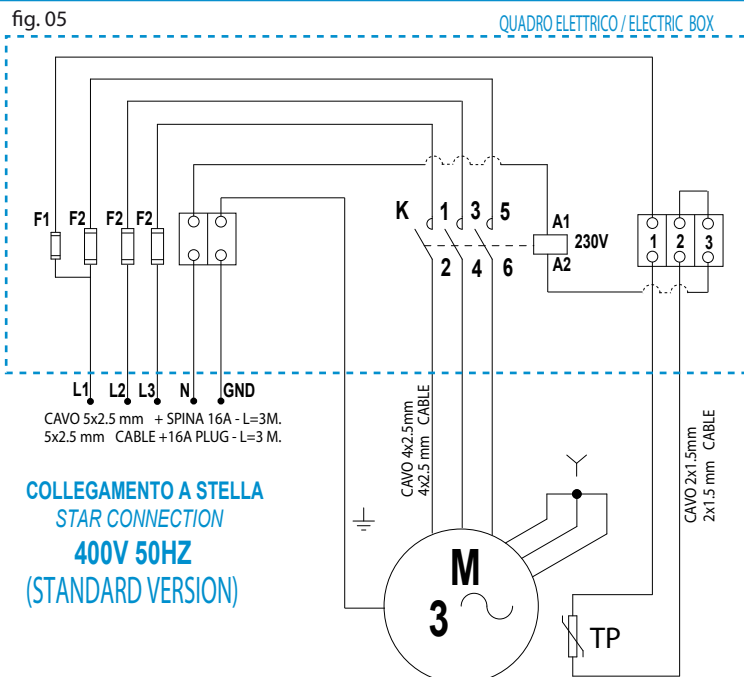 fig. 05
QUADRO ELETTRICO / ELECTRIC BOX
F1 F2 F2 F2
K 1 3 5
A1
230V
A2
2 4 6
1 2 3
L1 L2 L3 N GND
CAVO 5x2.5 mm + SPINA 16A - L=3M.
5x2.5 mm CABLE +16A PLUG - L=3 M.
CAVO 4x2.5mm
4x2.5 mm CABLE
CAVO 2x1.5mm
2x1.5 mm CABLE
COLLEGAMENTO A STELLA
STAR CONNECTION
400V 50HZ
(STANDARD VERSION)
M
3
TP